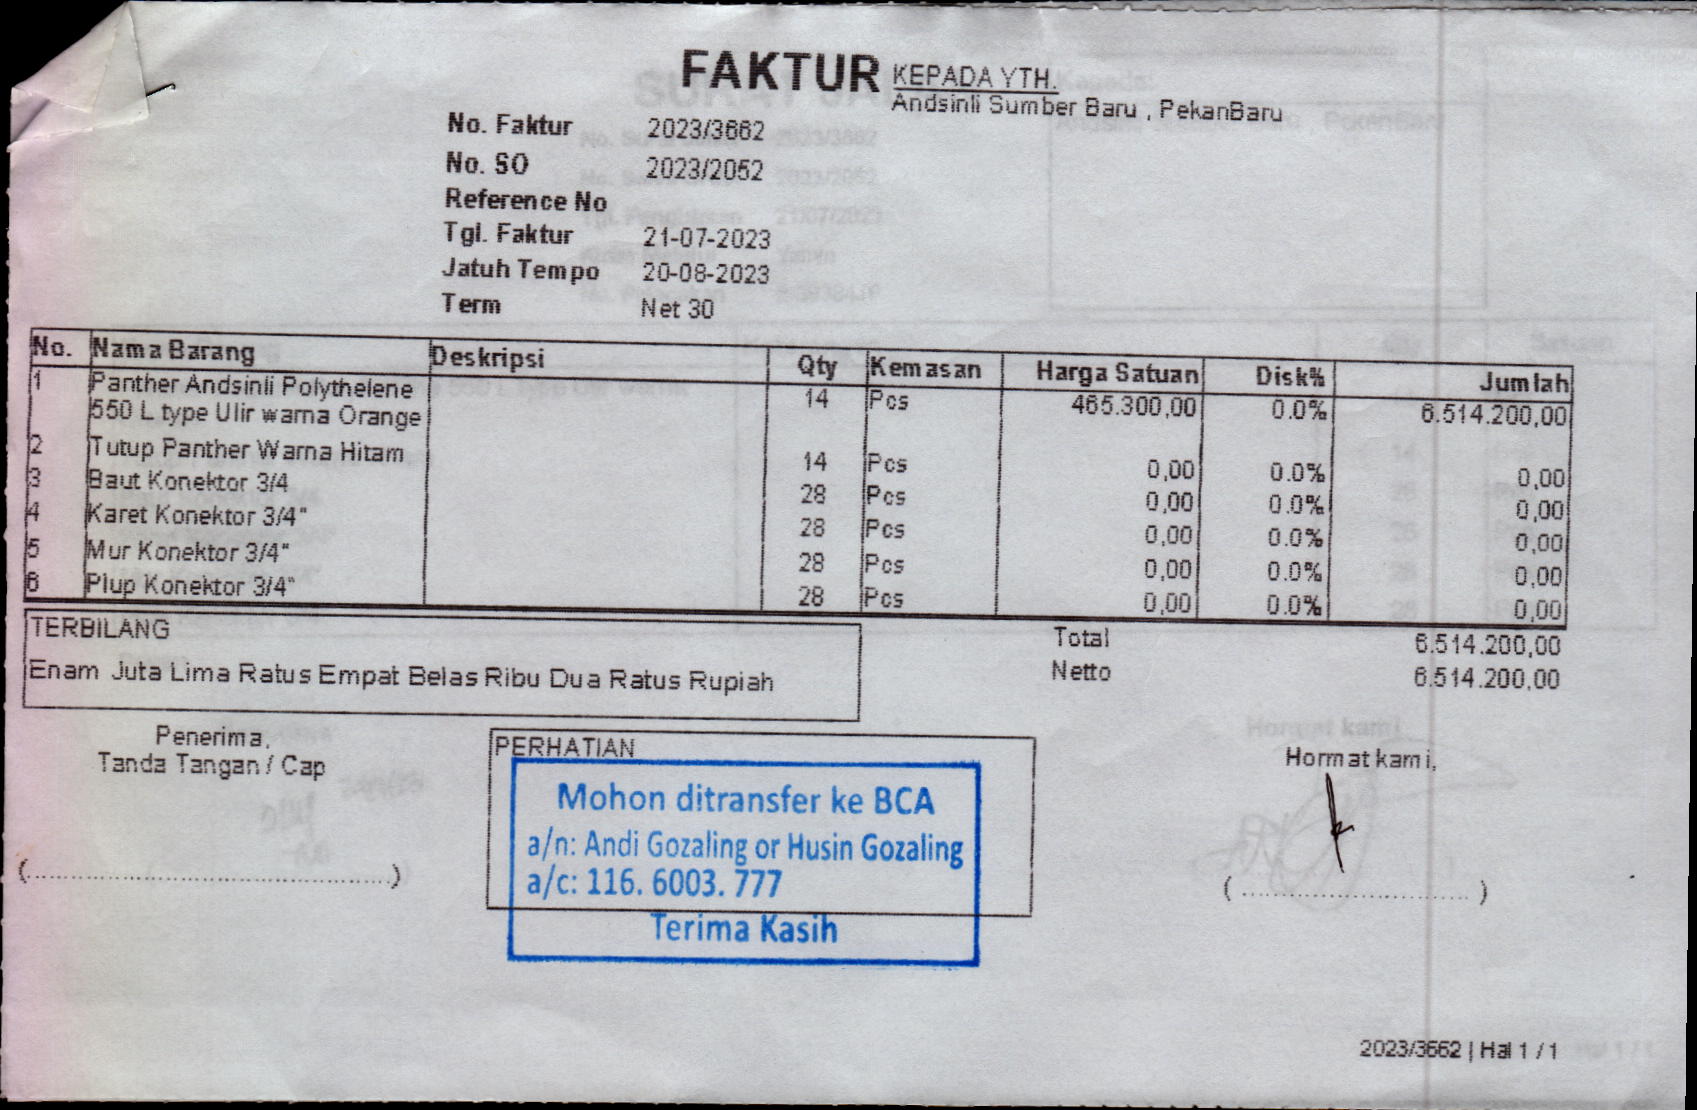 FAKTUR
KEPADA YTH.
Andsinli Sumber Baru , PekanBaru
No. Faktur 2023/3662
No. SO 2023/2052
Reference No
Tgl. Faktur 21-07-2023
Jatuh Tempo 20-08-2023
Term Net 30
No. Nama Barang Deskripsi Qty Kemasan Harga Satuan Disk% Jumlah
1 Panther Andsinli Polythelene 14 Pcs 465.300,00 0.0% 6.514.200,00
550 L type Ulir warna Orange
2 Tutup Panther Warna Hitam 14 Pcs 0,00 0.0% 0,00
3 Baut Konektor 3/4 28 Pcs 0,00 0.0% 0,00
4 Karet Konektor 3/4" 28 Pcs 0,00 0.0% 0,00
5 Mur Konektor 3/4" 28 Pcs 0,00 0.0% 0,00
6 Plup Konektor 3/4" 28 Pcs 0,00 0.0% 0,00
TERBILANG
Enam Juta Lima Ratus Empat Belas Ribu Dua Ratus Rupiah
Total 6.514.200,00
Netto 6.514.200,00
Penerima,
Tanda Tangan / Cap
(....................................................)
PERHATIAN
Mohon ditransfer ke BCA
a/n: Andi Gozaling or Husin Gozaling
a/c: 116. 6003. 777
Terima Kasih
Hormat kami,
(................................)
2023/3662 | Hal 1 / 1